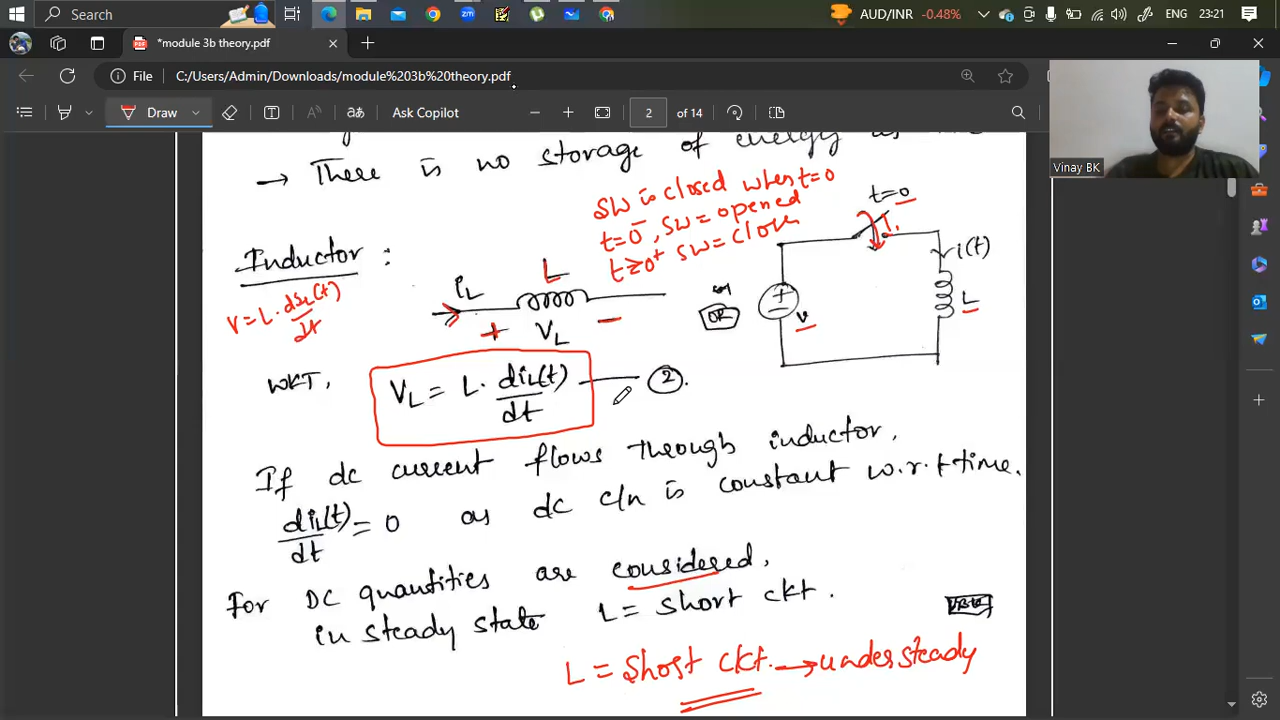 Search
AUD/INR -0.48%
ENG
23:21
*module 3b theory.pdf
File
C:/Users/Admin/Downloads/module%203b%20theory.pdf
Draw
Ask Copilot
2 of 14
Vinay BK
→ There is no storage of energy
SW is closed when t=0
t=0⁻, SW=opened
t≥0⁺ SW=close
t=0
Inductor :
V=L.diL(t)/dt
iL
L
+ VL −
OR
+
−
V
i(t)
L
WKT,
VL = L. diL(t)/dt — ②.
If dc current flows through inductor,
diL(t)/dt = 0 as dc c/n is constant w.r.t time.
For DC quantities are considered,
in steady state L= short ckt.
L = Short ckt. → under steady